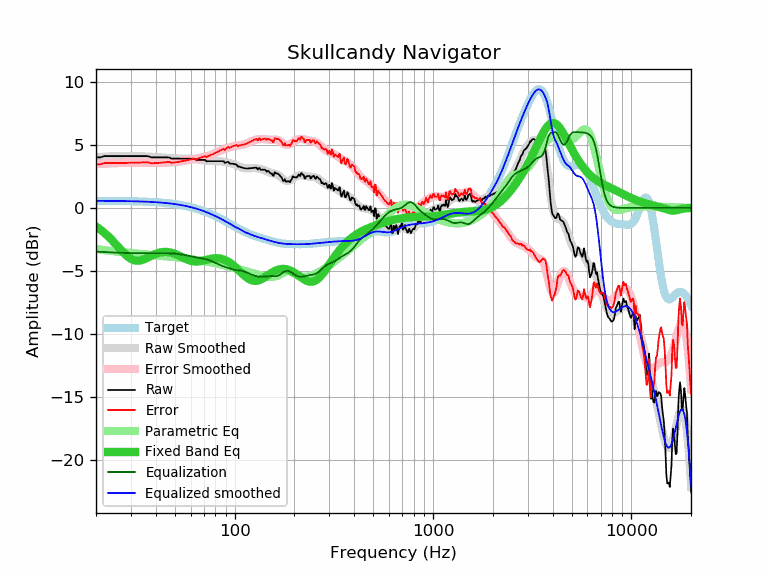 Skullcandy Navigator
10
5
0
−5
−10
−15
−20
Amplitude (dBr)
Target
Raw Smoothed
Error Smoothed
Raw
Error
Parametric Eq
Fixed Band Eq
Equalization
Equalized smoothed
100
1000
10000
Frequency (Hz)